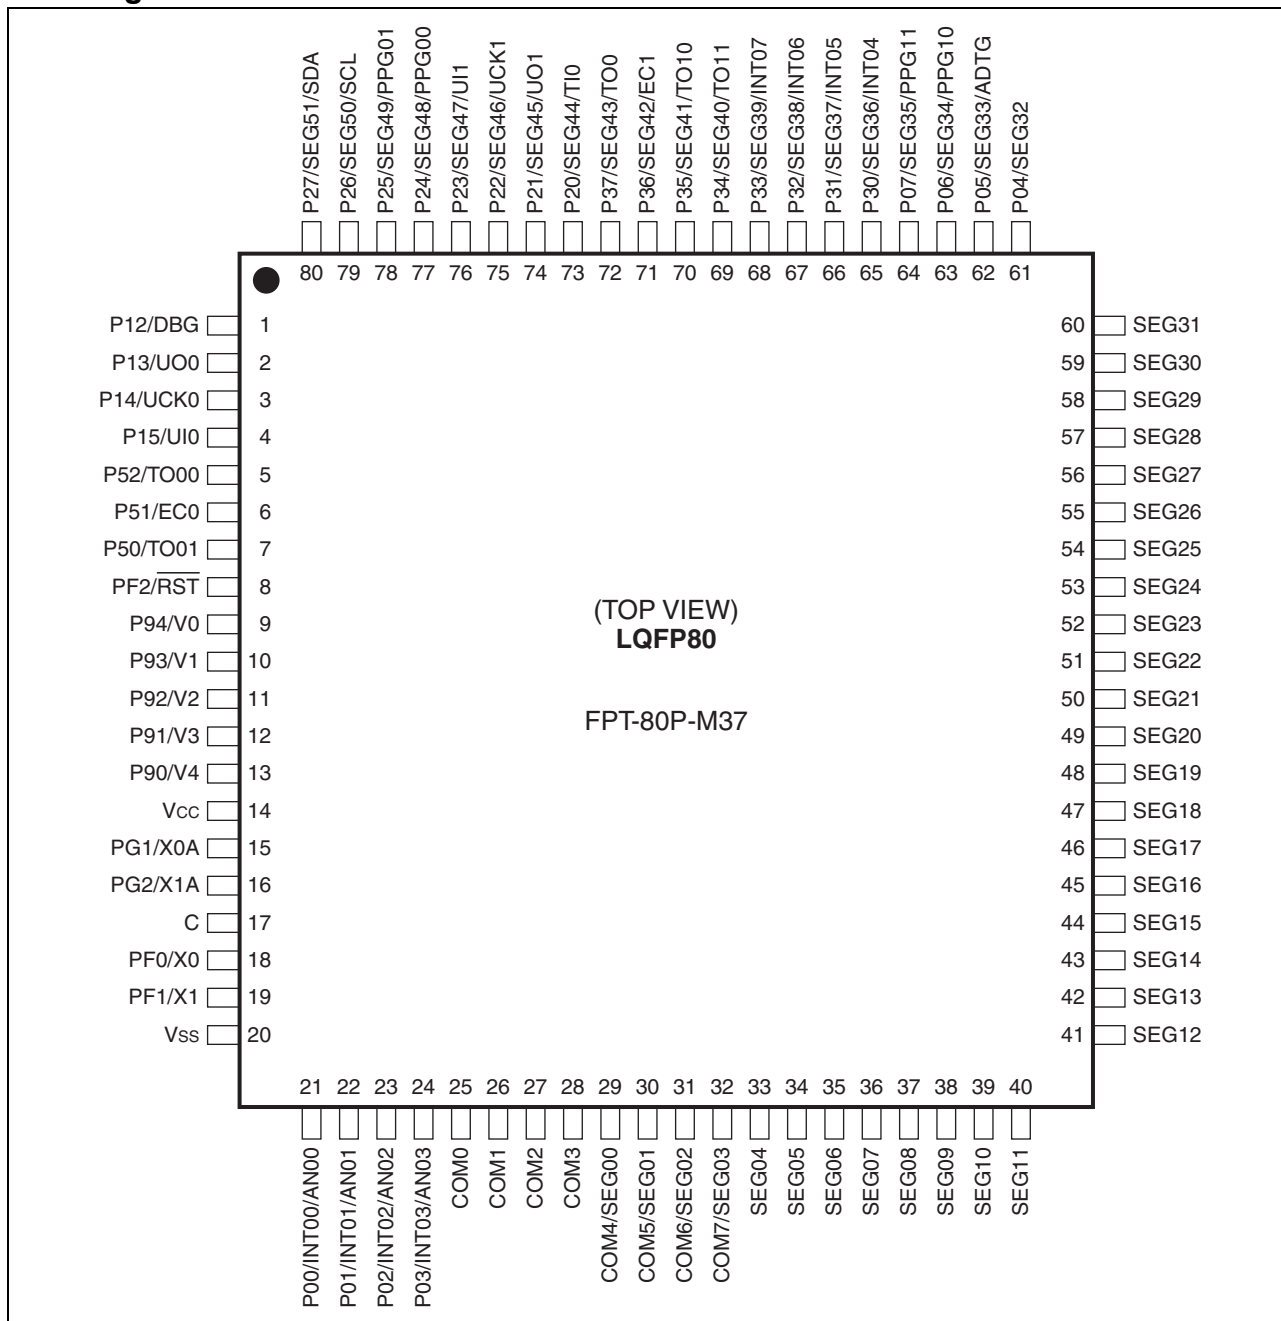 P27/SEG51/SDA
P26/SEG50/SCL
P25/SEG49/PPG01
P24/SEG48/PPG00
P23/SEG47/UI1
P22/SEG46/UCK1
P21/SEG45/UO1
P20/SEG44/TI0
P37/SEG43/TO0
P36/SEG42/EC1
P35/SEG41/TO10
P34/SEG40/TO11
P33/SEG39/INT07
P32/SEG38/INT06
P31/SEG37/INT05
P30/SEG36/INT04
P07/SEG35/PPG11
P06/SEG34/PPG10
P05/SEG33/ADTG
P04/SEG32
80 79 78 77 76 75 74 73 72 71 70 69 68 67 66 65 64 63 62 61
P12/DBG 1
P13/UO0 2
P14/UCK0 3
P15/UI0 4
P52/TO00 5
P51/EC0 6
P50/TO01 7
PF2/R̅S̅T̅ 8
P94/V0 9
P93/V1 10
P92/V2 11
P91/V3 12
P90/V4 13
Vcc 14
PG1/X0A 15
PG2/X1A 16
C 17
PF0/X0 18
PF1/X1 19
Vss 20
(TOP VIEW)
LQFP80
FPT-80P-M37
60 SEG31
59 SEG30
58 SEG29
57 SEG28
56 SEG27
55 SEG26
54 SEG25
53 SEG24
52 SEG23
51 SEG22
50 SEG21
49 SEG20
48 SEG19
47 SEG18
46 SEG17
45 SEG16
44 SEG15
43 SEG14
42 SEG13
41 SEG12
21 22 23 24 25 26 27 28 29 30 31 32 33 34 35 36 37 38 39 40
P00/INT00/AN00
P01/INT01/AN01
P02/INT02/AN02
P03/INT03/AN03
COM0
COM1
COM2
COM3
COM4/SEG00
COM5/SEG01
COM6/SEG02
COM7/SEG03
SEG04
SEG05
SEG06
SEG07
SEG08
SEG09
SEG10
SEG11